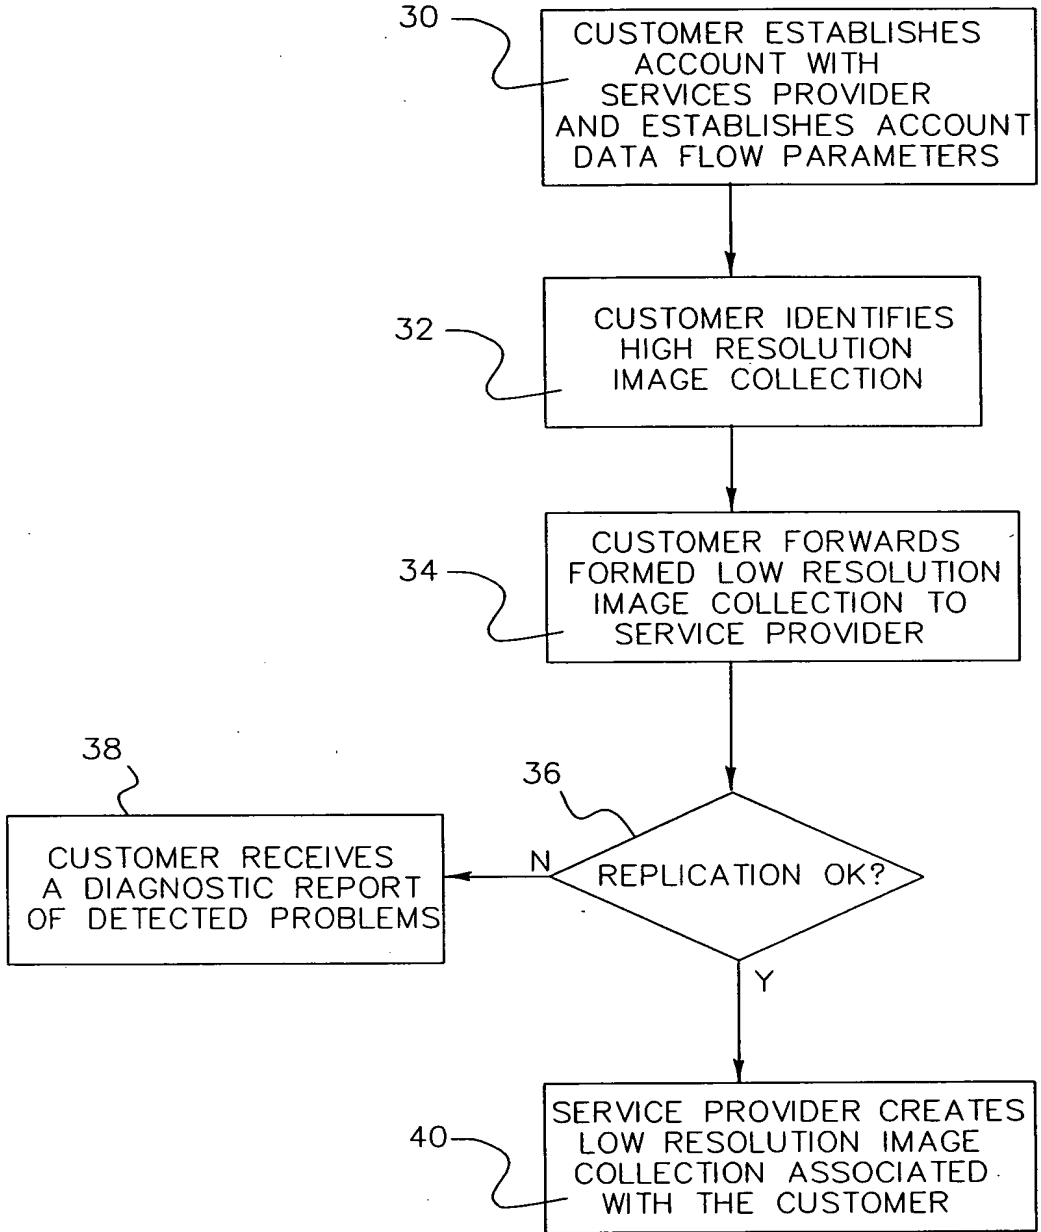 30
CUSTOMER ESTABLISHES
ACCOUNT WITH
SERVICES PROVIDER
AND ESTABLISHES ACCOUNT
DATA FLOW PARAMETERS
32
CUSTOMER IDENTIFIES
HIGH RESOLUTION
IMAGE COLLECTION
34
CUSTOMER FORWARDS
FORMED LOW RESOLUTION
IMAGE COLLECTION TO
SERVICE PROVIDER
36
REPLICATION OK?
N
38
CUSTOMER RECEIVES
A DIAGNOSTIC REPORT
OF DETECTED PROBLEMS
Y
40
SERVICE PROVIDER CREATES
LOW RESOLUTION IMAGE
COLLECTION ASSOCIATED
WITH THE CUSTOMER